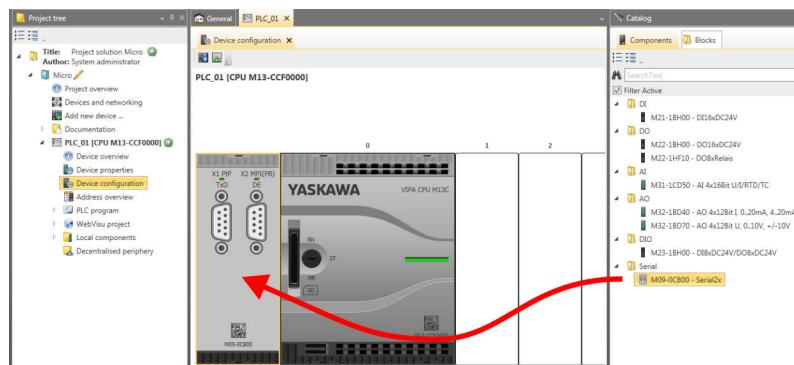 Project tree
Title: Project solution Micro
Author: System administrator
Micro
Project overview
Devices and networking
Add new device ...
Documentation
PLC_01 [CPU M13-CCF0000]
Device overview
Device properties
Device configuration
Address overview
PLC program
WebVisu project
Local components
Decentralised periphery
General
PLC_01
Device configuration
PLC_01 [CPU M13-CCF0000]
0 1 2
X1 PtP X2 MPI(PB)
TxD DE
YASKAWA
VIPA CPU M13C
RN
ST
MR
SD
M09-0CB00
M13-CCF0000
Catalog
Components
Blocks
SearchText
Filter Active
DI
M21-1BH00 - DI16xDC24V
DO
M22-1BH00 - DO16xDC24V
M22-1HF10 - DO8xRelais
AI
M31-1CD50 - AI 4x16Bit U/I/RTD/TC
AO
M32-1BD40 - AO 4x12Bit I, 0..20mA, 4..20m
M32-1BD70 - AO 4x12Bit U, 0..10V, +/-10V
DIO
M23-1BH00 - DI8xDC24V/DO8xDC24V
Serial
M09-0CB00 - Serial2x